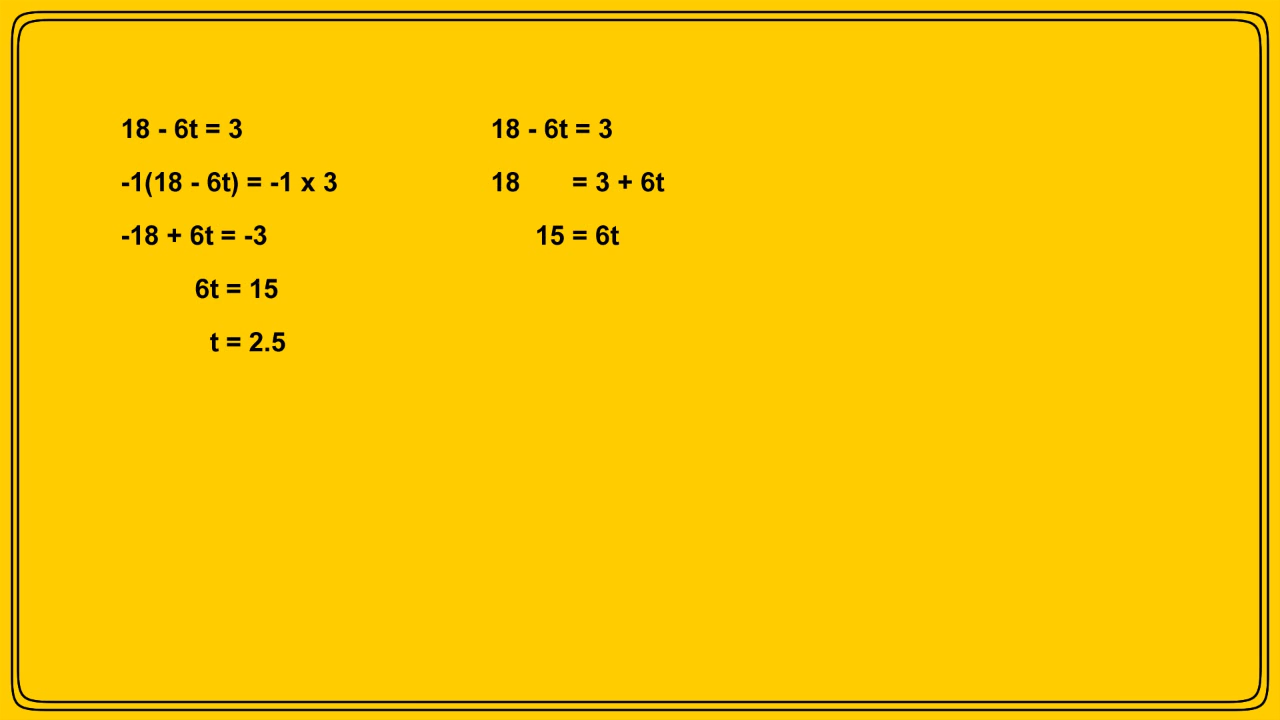 18 - 6t = 3
-1(18 - 6t) = -1 x 3
-18 + 6t = -3
6t = 15
t = 2.5
18 - 6t = 3
18 = 3 + 6t
15 = 6t